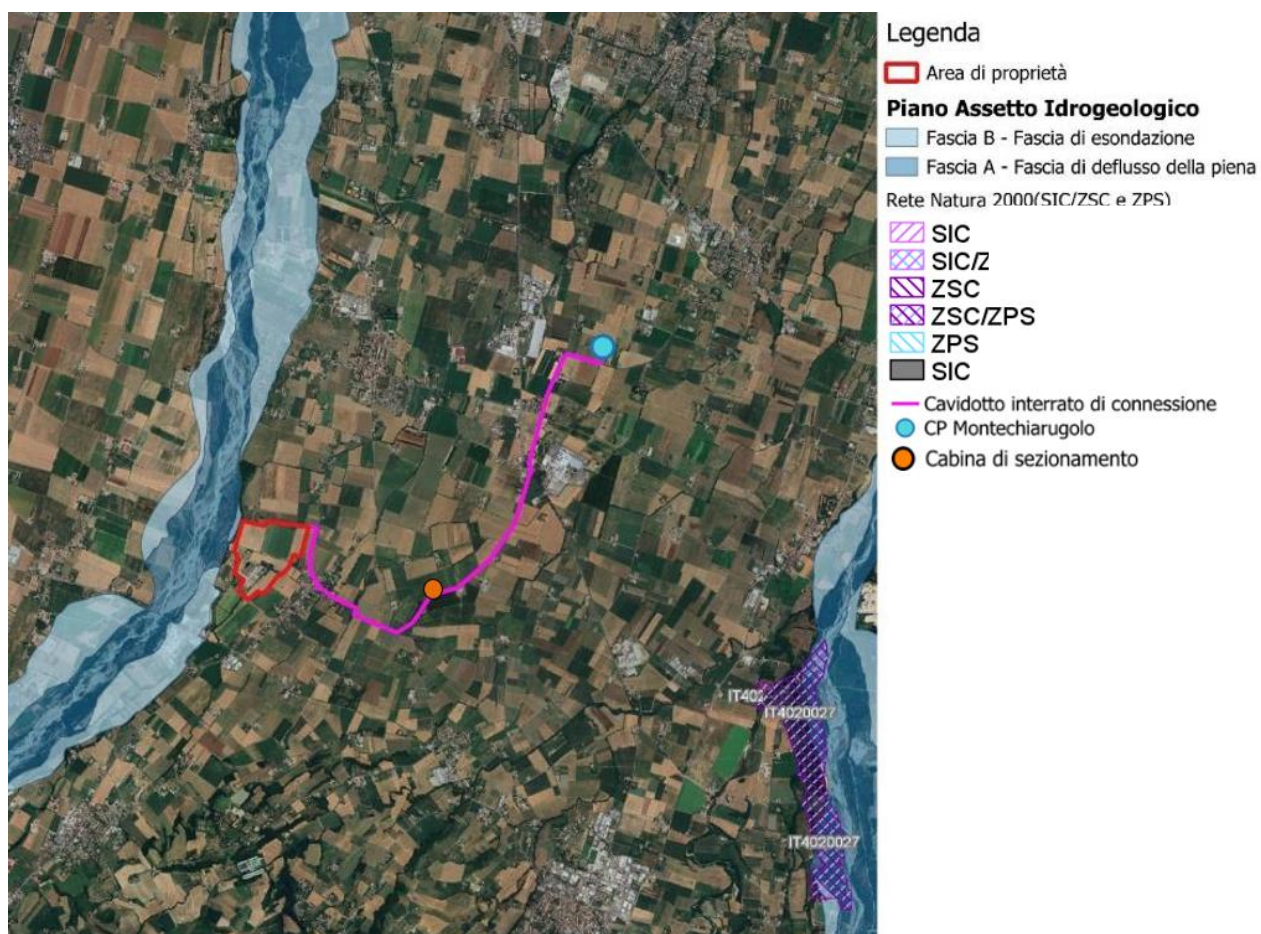 Legenda
Area di proprietà
Piano Assetto Idrogeologico
Fascia B - Fascia di esondazione
Fascia A - Fascia di deflusso della piena
Rete Natura 2000(SIC/ZSC e ZPS)
SIC
SIC/Z
ZSC
ZSC/ZPS
ZPS
SIC
Cavidotto interrato di connessione
CP Montechiarugolo
Cabina di sezionamento
IT402
IT4020027
IT4020027